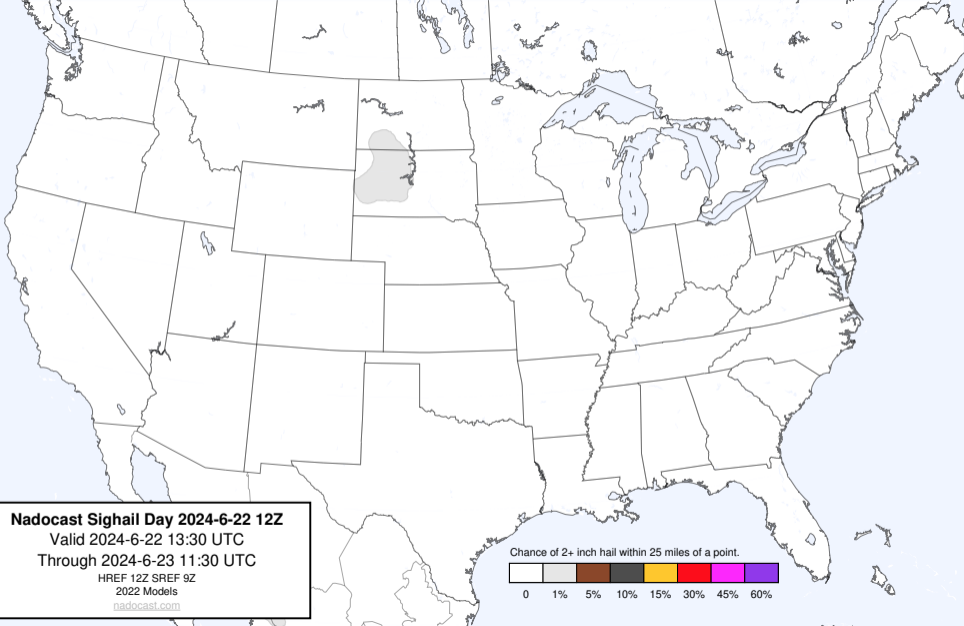 Nadocast Sighail Day 2024-6-22 12Z
Valid 2024-6-22 13:30 UTC
Through 2024-6-23 11:30 UTC
HREF 12Z SREF 9Z
2022 Models
nadocast.com
Chance of 2+ inch hail within 25 miles of a point.
0 1% 5% 10% 15% 30% 45% 60%